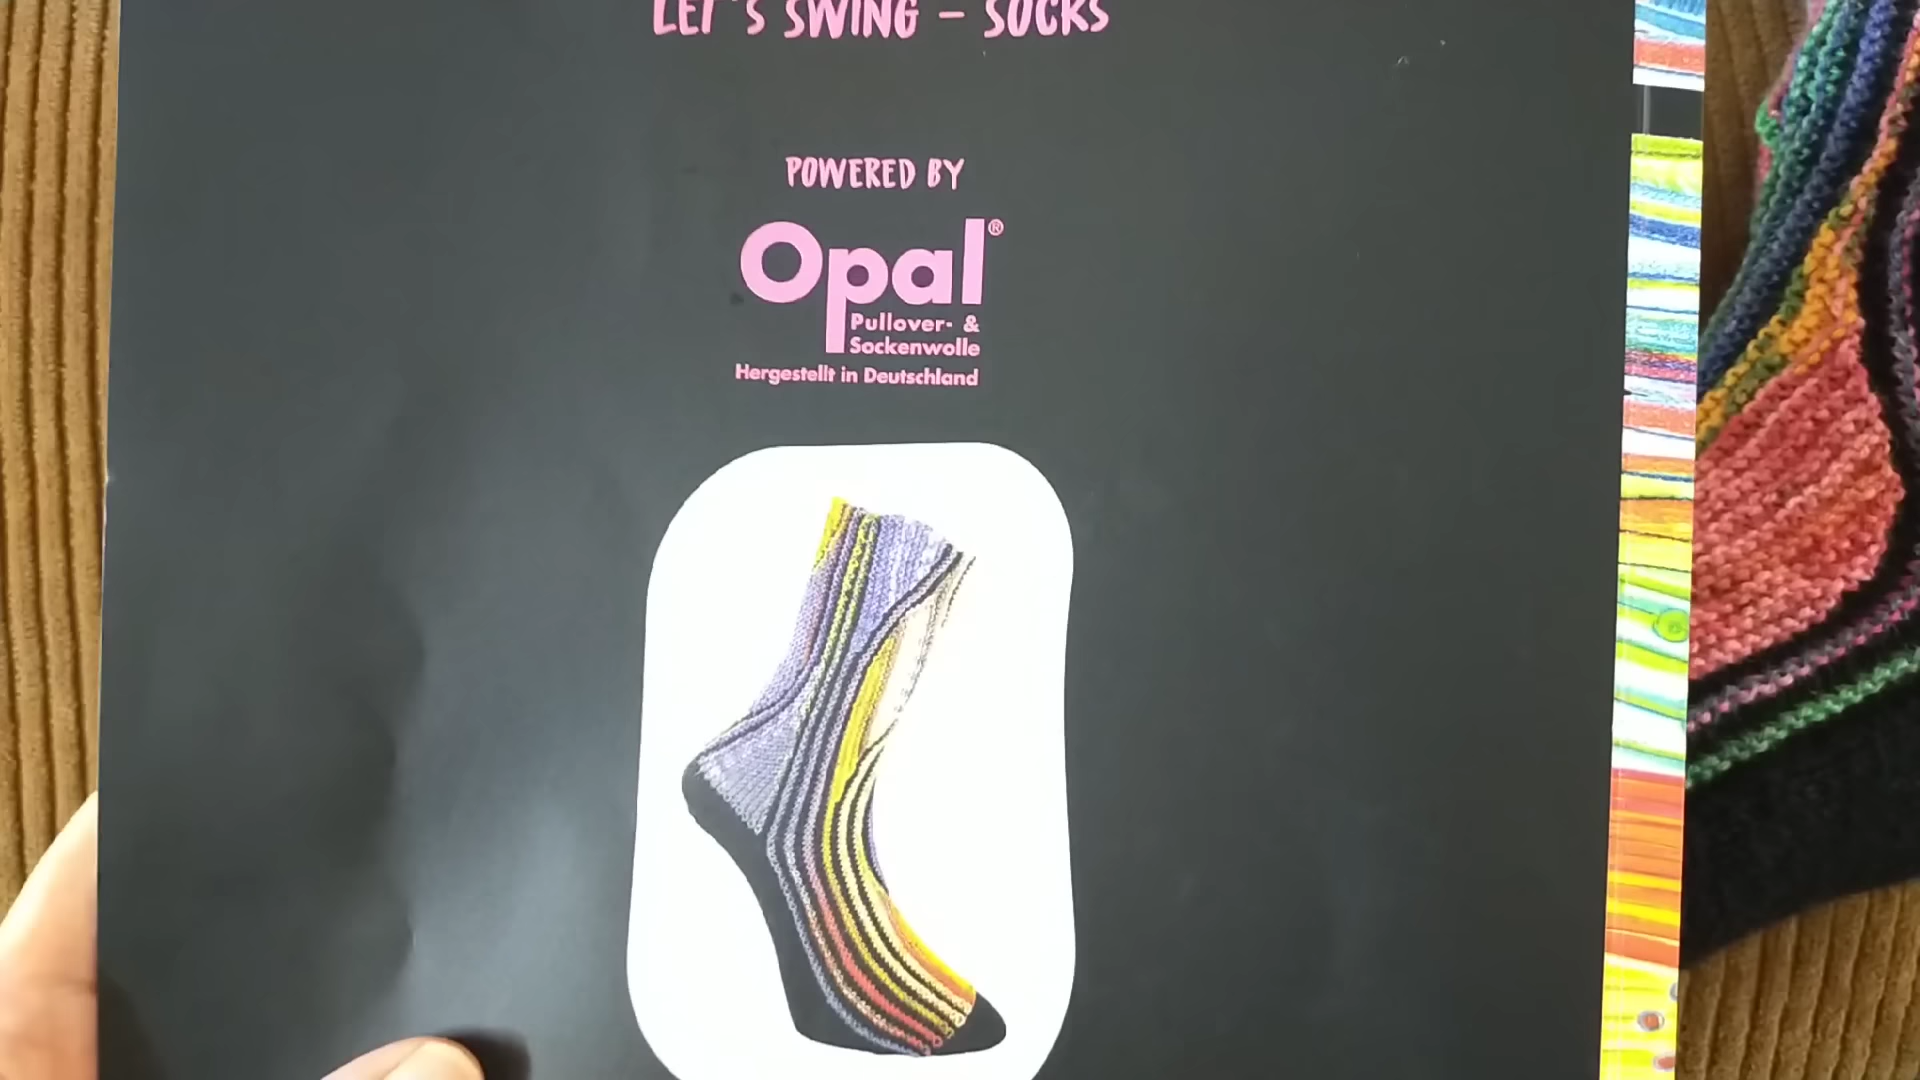 LET'S SWING – SOCKS
POWERED BY
Opal®
Pullover- &
Sockenwolle
Hergestellt in Deutschland